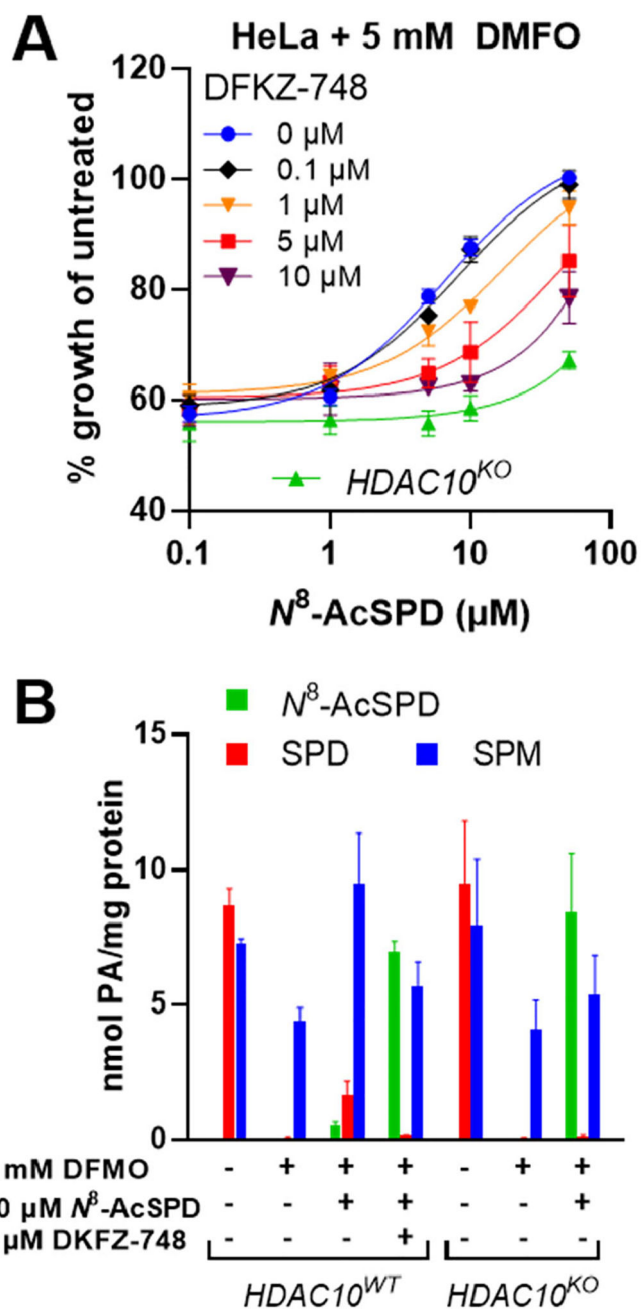 A
HeLa + 5 mM DMFO
120
100
80
60
40
% growth of untreated
DFKZ-748
0 µM
0.1 µM
1 µM
5 µM
10 µM
HDAC10ᴷᴼ
0.1 1 10 100
N⁸-AcSPD (µM)
B
N⁸-AcSPD
SPD SPM
15
10
5
0
nmol PA/mg protein
mM DFMO - + + + - + +
0 µM N⁸-AcSPD - - + + - - +
µM DKFZ-748 - - - + - - -
HDAC10ᵂᵀ HDAC10ᴷᴼ